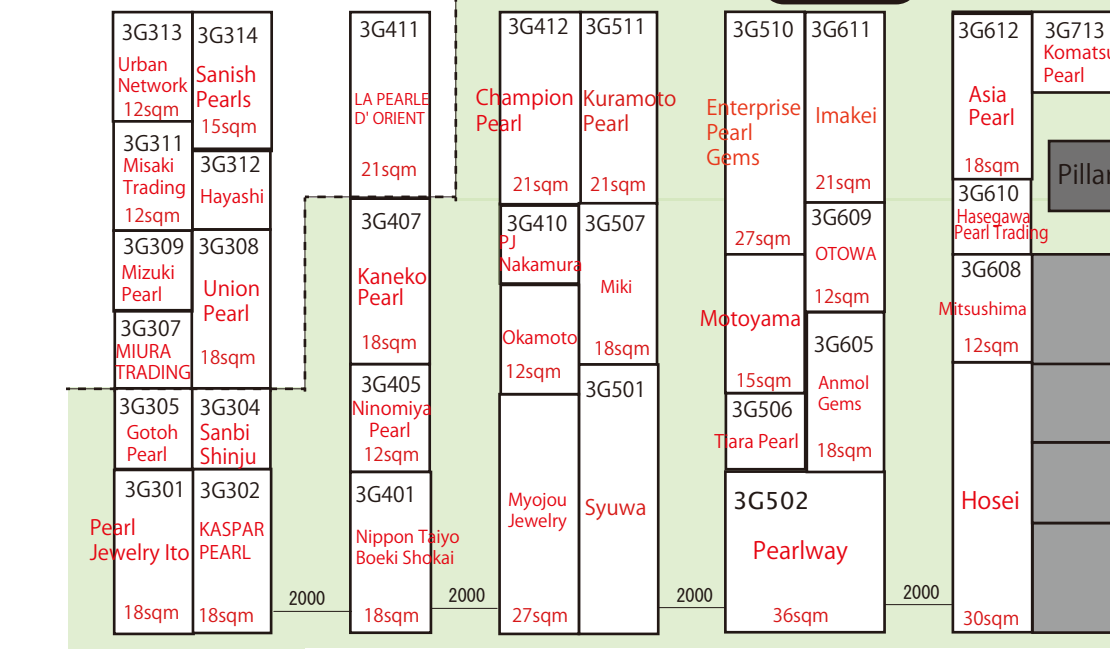 3G313
Urban
Network
12sqm
3G311
Misaki
Trading
12sqm
3G309
Mizuki
Pearl
3G307
MIURA
TRADING
3G305
Gotoh
Pearl
3G301
Pearl
Jewelry Ito
18sqm
3G314
Sanish
Pearls
15sqm
3G312
Hayashi
3G308
Union
Pearl
18sqm
3G304
Sanbi
Shinju
3G302
KASPAR
PEARL
18sqm
2000
3G411
LA PEARLE
D' ORIENT
21sqm
3G407
Kaneko
Pearl
18sqm
3G405
Ninomiya
Pearl
12sqm
3G401
Nippon Taiyo
Boeki Shokai
18sqm
2000
3G412
Champion
Pearl
21sqm
3G410
PJ
Nakamura
Okamoto
12sqm
Myojou
Jewelry
27sqm
3G511
Kuramoto
Pearl
21sqm
3G507
Miki
18sqm
3G501
Syuwa
2000
3G510
Enterprise
Pearl
Gems
27sqm
Motoyama
15sqm
3G506
Tiara Pearl
3G611
Imakei
21sqm
3G609
OTOWA
12sqm
3G605
Anmol
Gems
18sqm
3G502
Pearlway
36sqm
2000
3G612
Asia
Pearl
18sqm
3G610
Hasegawa
Pearl Trading
3G608
Mitsushima
12sqm
Hosei
30sqm
3G713
Komatsu
Pearl
Pillar